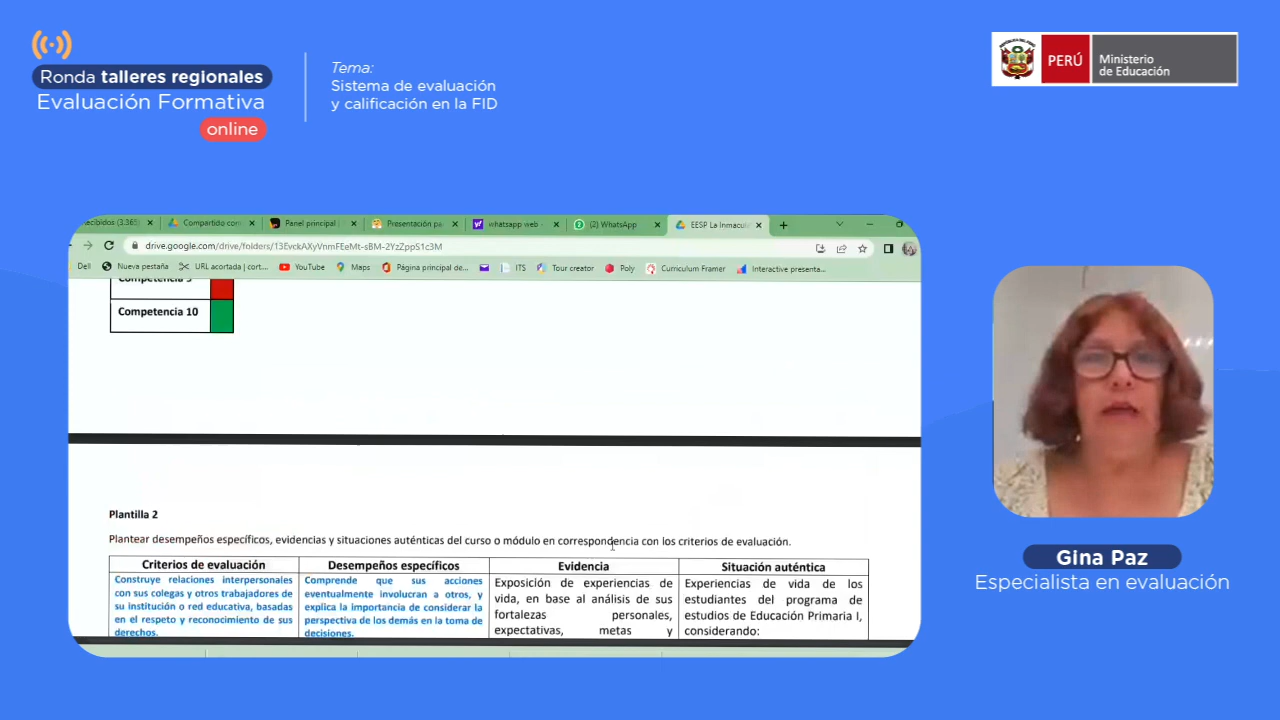 Ronda talleres regionales
Evaluación Formativa
online
Tema:
Sistema de evaluación
y calificación en la FID
PERÚ
Ministerio
de Educación
ecibidos (3.365)
Compartido con
Panel principal
Presentación pa
whatsapp web -
(2) WhatsApp
EESP La Inmacul
drive.google.com/drive/folders/13EvckAXyVnmFEeMt-sBM-2YzZppS1c3M
Dell
Nueva pestaña
URL acortada | cort...
YouTube
Maps
Página principal de...
ITS
Tour creator
Poly
Curriculum Framer
Interactive presenta...
Competencia 9
Competencia 10
Plantilla 2
Plantear desempeños específicos, evidencias y situaciones auténticas del curso o módulo en correspondencia con los criterios de evaluación.
Criterios de evaluación
Desempeños específicos
Evidencia
Situación auténtica
Construye relaciones interpersonales
con sus colegas y otros trabajadores de
su institución o red educativa, basadas
en el respeto y reconocimiento de sus
derechos.
Comprende que sus acciones
eventualmente involucran a otros, y
explica la importancia de considerar la
perspectiva de los demás en la toma de
decisiones.
Exposición de experiencias de
vida, en base al análisis de sus
fortalezas personales,
expectativas, metas y
Experiencias de vida de los
estudiantes del programa de
estudios de Educación Primaria I,
considerando:
Gina Paz
Especialista en evaluación